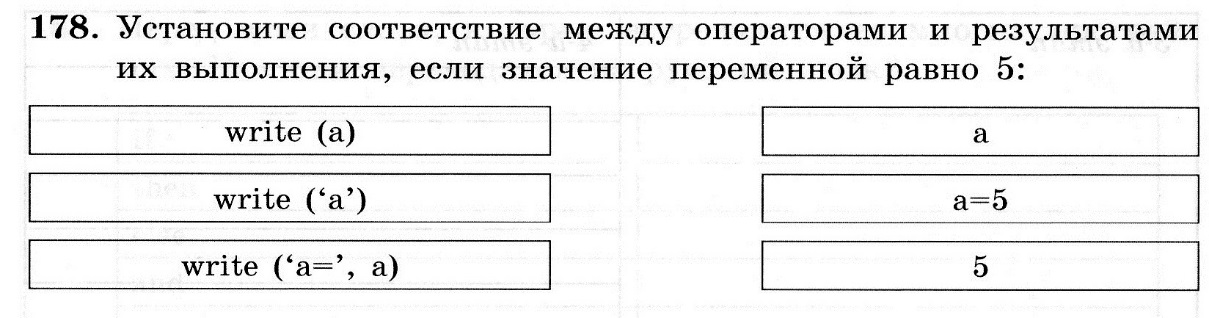 178. Установите соответствие между операторами и результатами
их выполнения, если значение переменной равно 5:
write (a) a
write (‘a’) a=5
write (‘a=’, a) 5